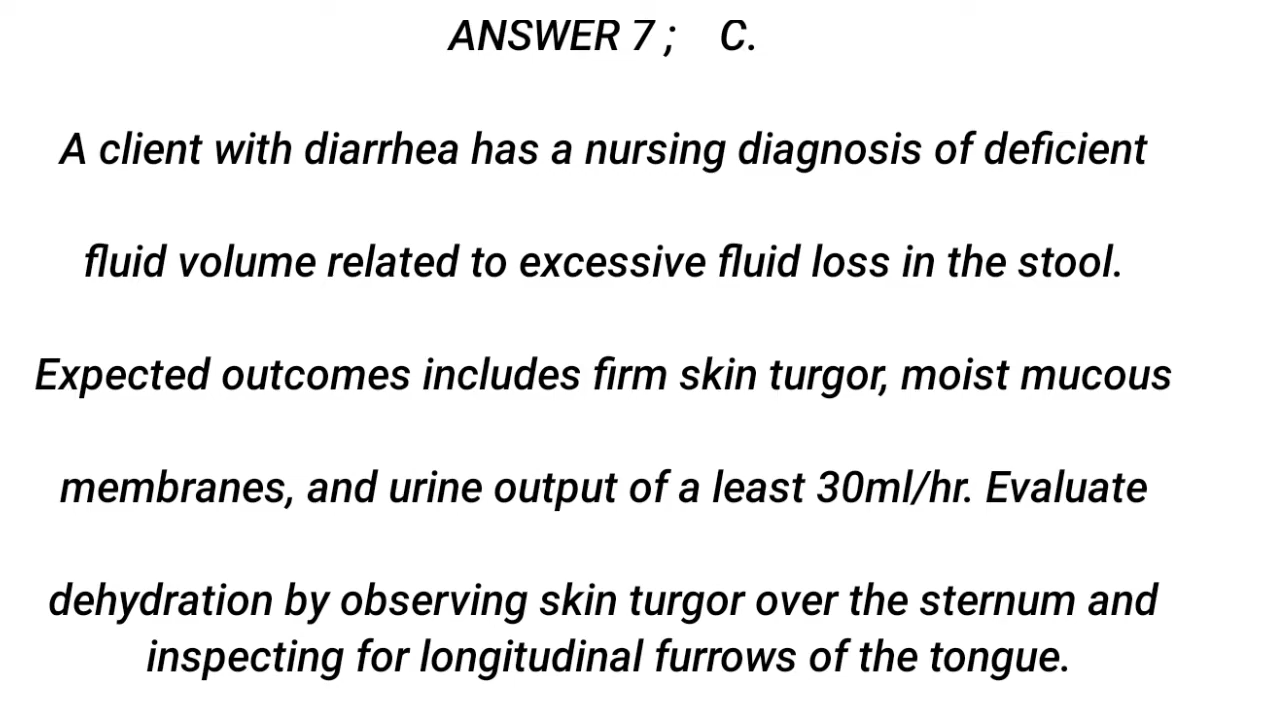 ANSWER 7 ; C.
A client with diarrhea has a nursing diagnosis of deficient
fluid volume related to excessive fluid loss in the stool.
Expected outcomes includes firm skin turgor, moist mucous
membranes, and urine output of a least 30ml/hr. Evaluate
dehydration by observing skin turgor over the sternum and
inspecting for longitudinal furrows of the tongue.